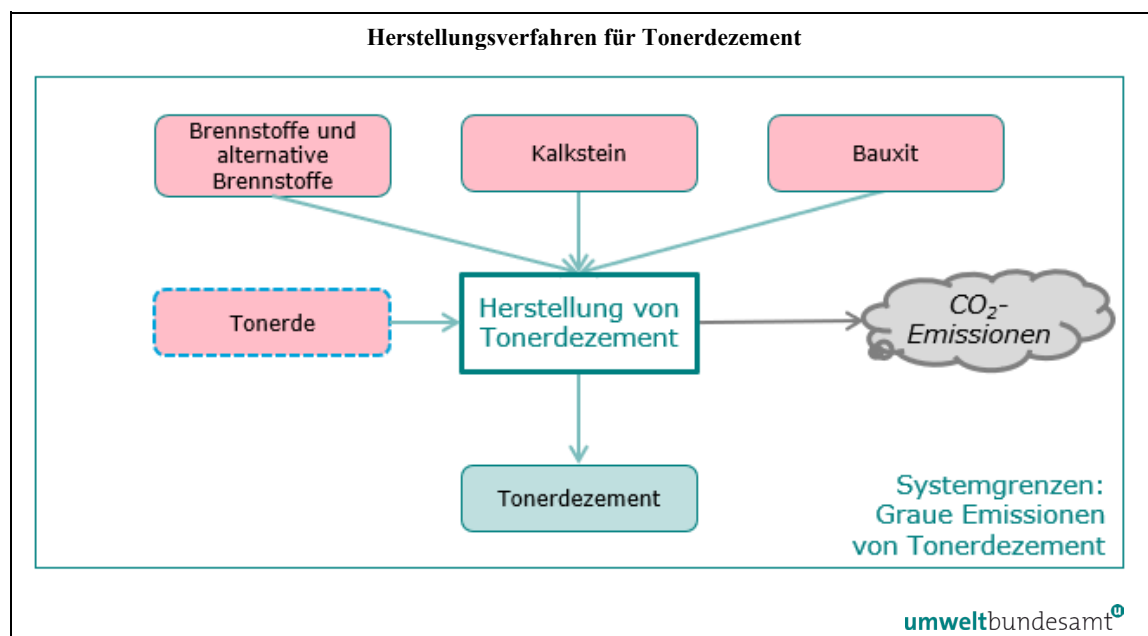 Herstellungsverfahren für Tonerdezement
Brennstoffe und
alternative
Brennstoffe
Kalkstein
Bauxit
Tonerde
Herstellung von
Tonerdezement
CO₂-
Emissionen
Tonerdezement
Systemgrenzen:
Graue Emissionen
von Tonerdezement
umweltbundesamt